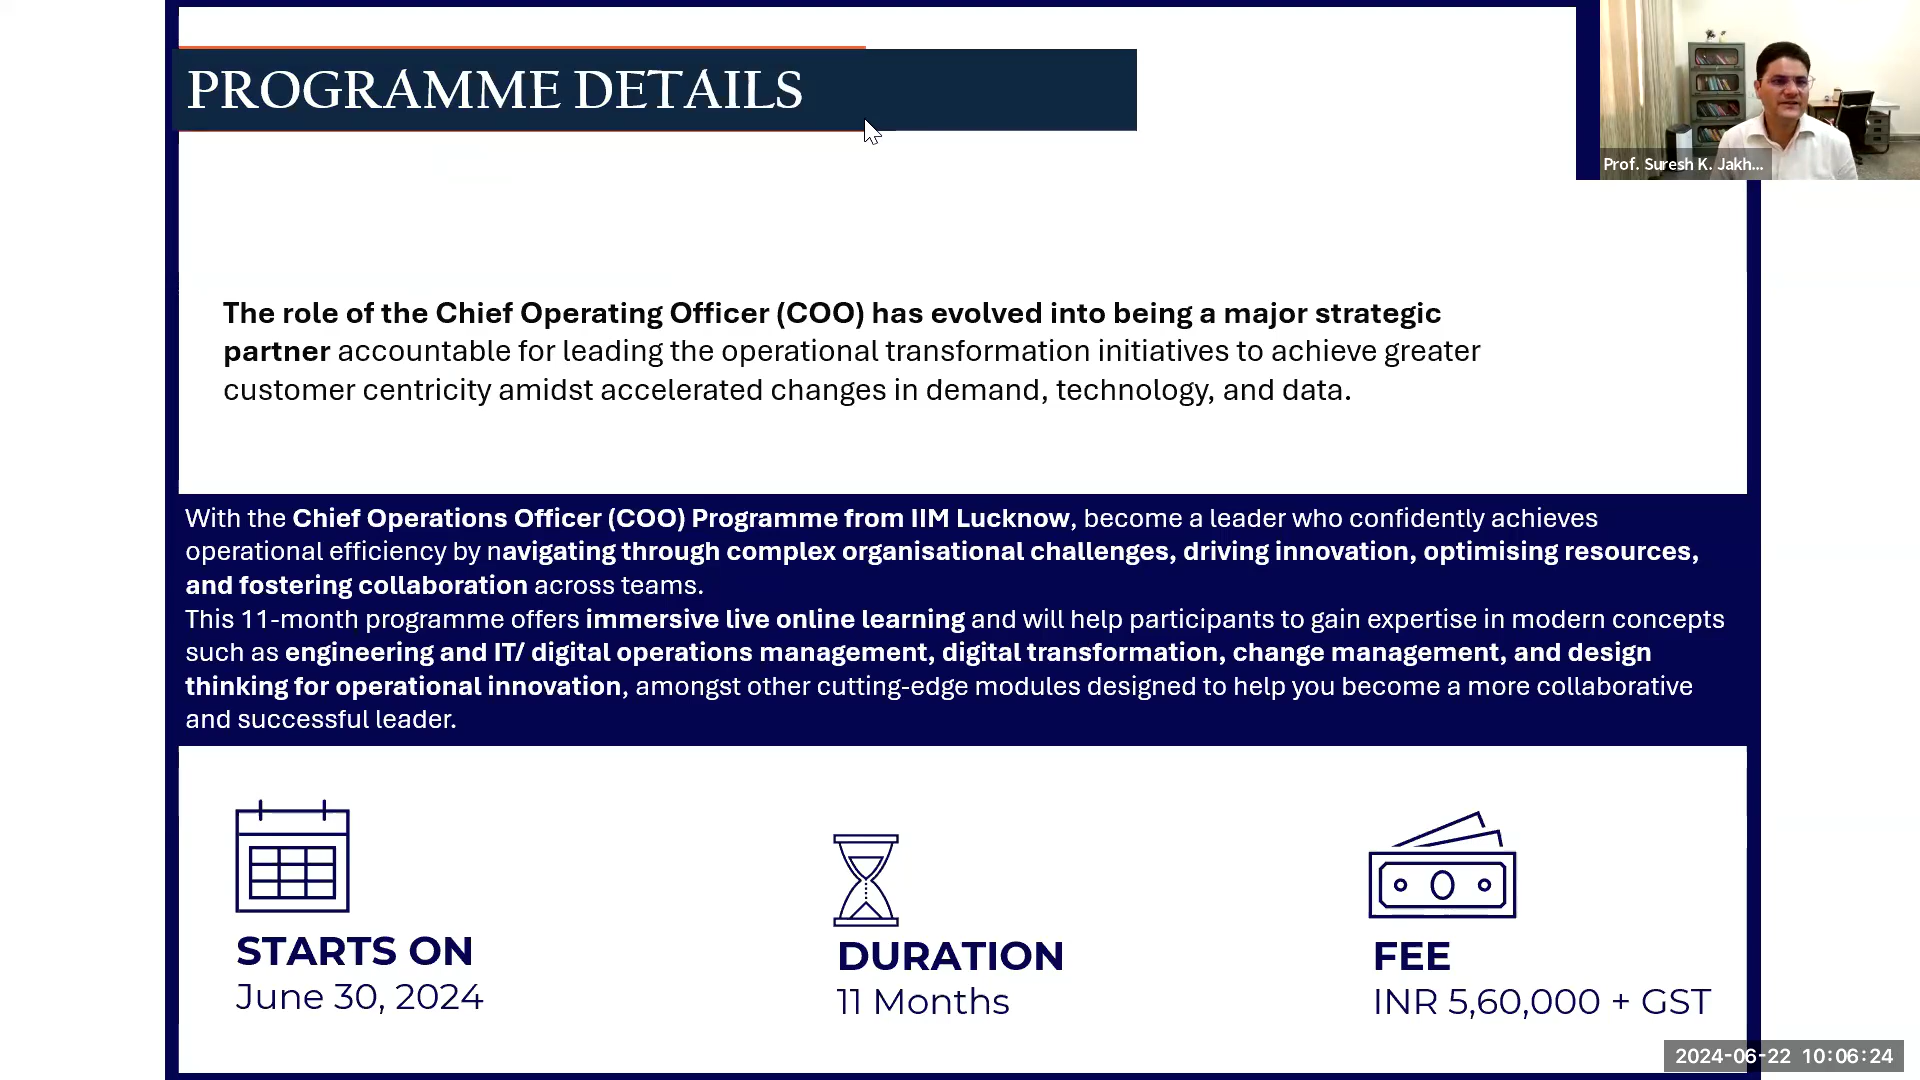 PROGRAMME DETAILS
Prof. Suresh K. Jakh...
The role of the Chief Operating Officer (COO) has evolved into being a major strategic
partner accountable for leading the operational transformation initiatives to achieve greater
customer centricity amidst accelerated changes in demand, technology, and data.
With the Chief Operations Officer (COO) Programme from IIM Lucknow, become a leader who confidently achieves
operational efficiency by navigating through complex organisational challenges, driving innovation, optimising resources,
and fostering collaboration across teams.
This 11-month programme offers immersive live online learning and will help participants to gain expertise in modern concepts
such as engineering and IT/ digital operations management, digital transformation, change management, and design
thinking for operational innovation, amongst other cutting-edge modules designed to help you become a more collaborative
and successful leader.
STARTS ON
June 30, 2024
DURATION
11 Months
FEE
INR 5,60,000 + GST
2024-06-22 10:06:24